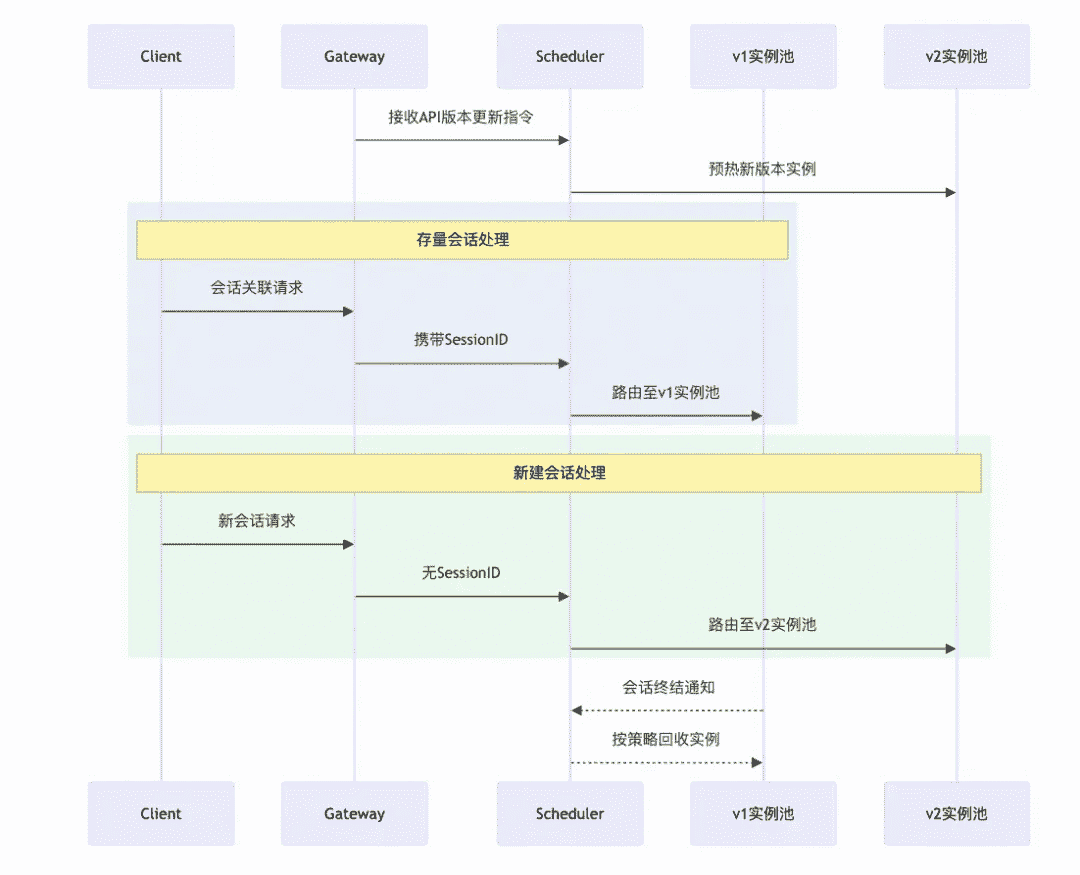 Client
Gateway
Scheduler
v1实例池
v2实例池
接收API版本更新指令
预热新版本实例
存量会话处理
会话关联请求
携带SessionID
路由至v1实例池
新建会话处理
新会话请求
无SessionID
路由至v2实例池
会话终结通知
按策略回收实例
Client
Gateway
Scheduler
v1实例池
v2实例池